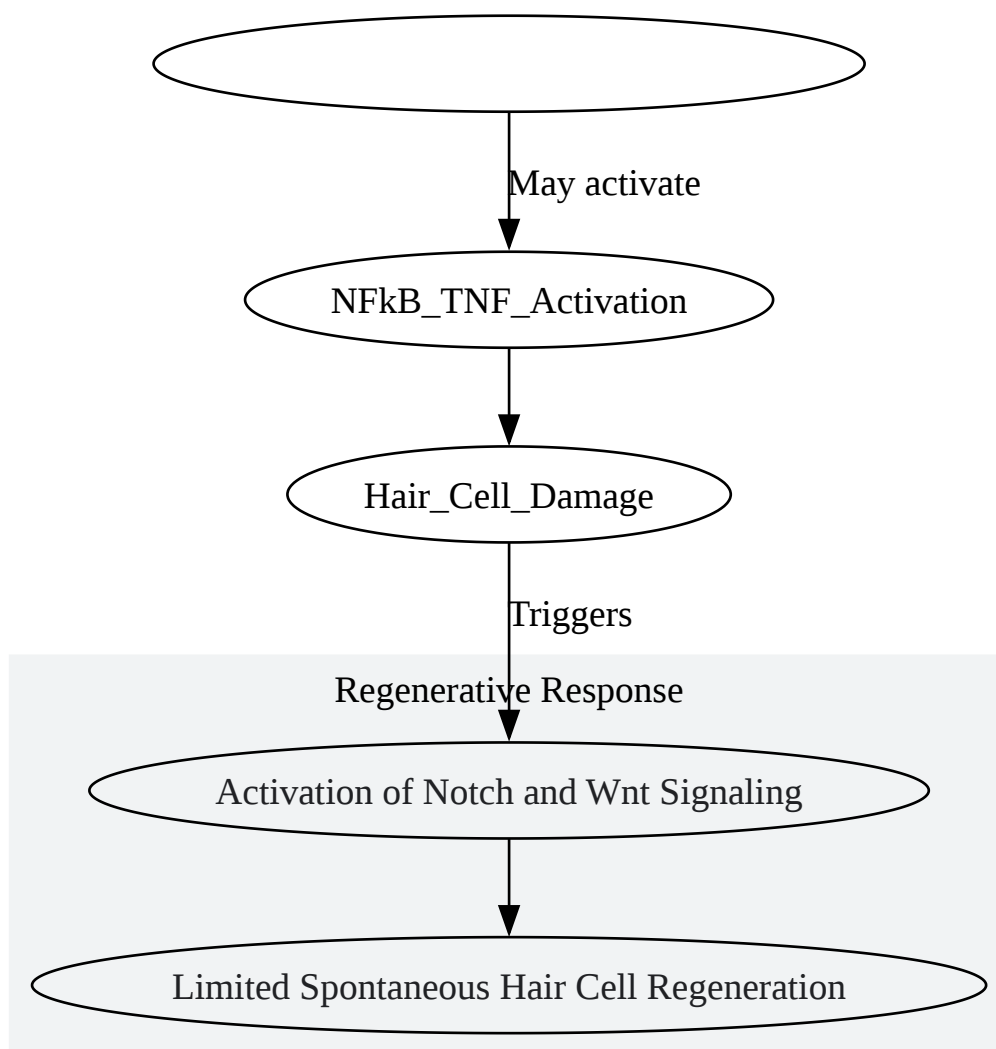 May activate
NFkB_TNF_Activation
Hair_Cell_Damage
Triggers
Regenerative Response
Activation of Notch and Wnt Signaling
Limited Spontaneous Hair Cell Regeneration